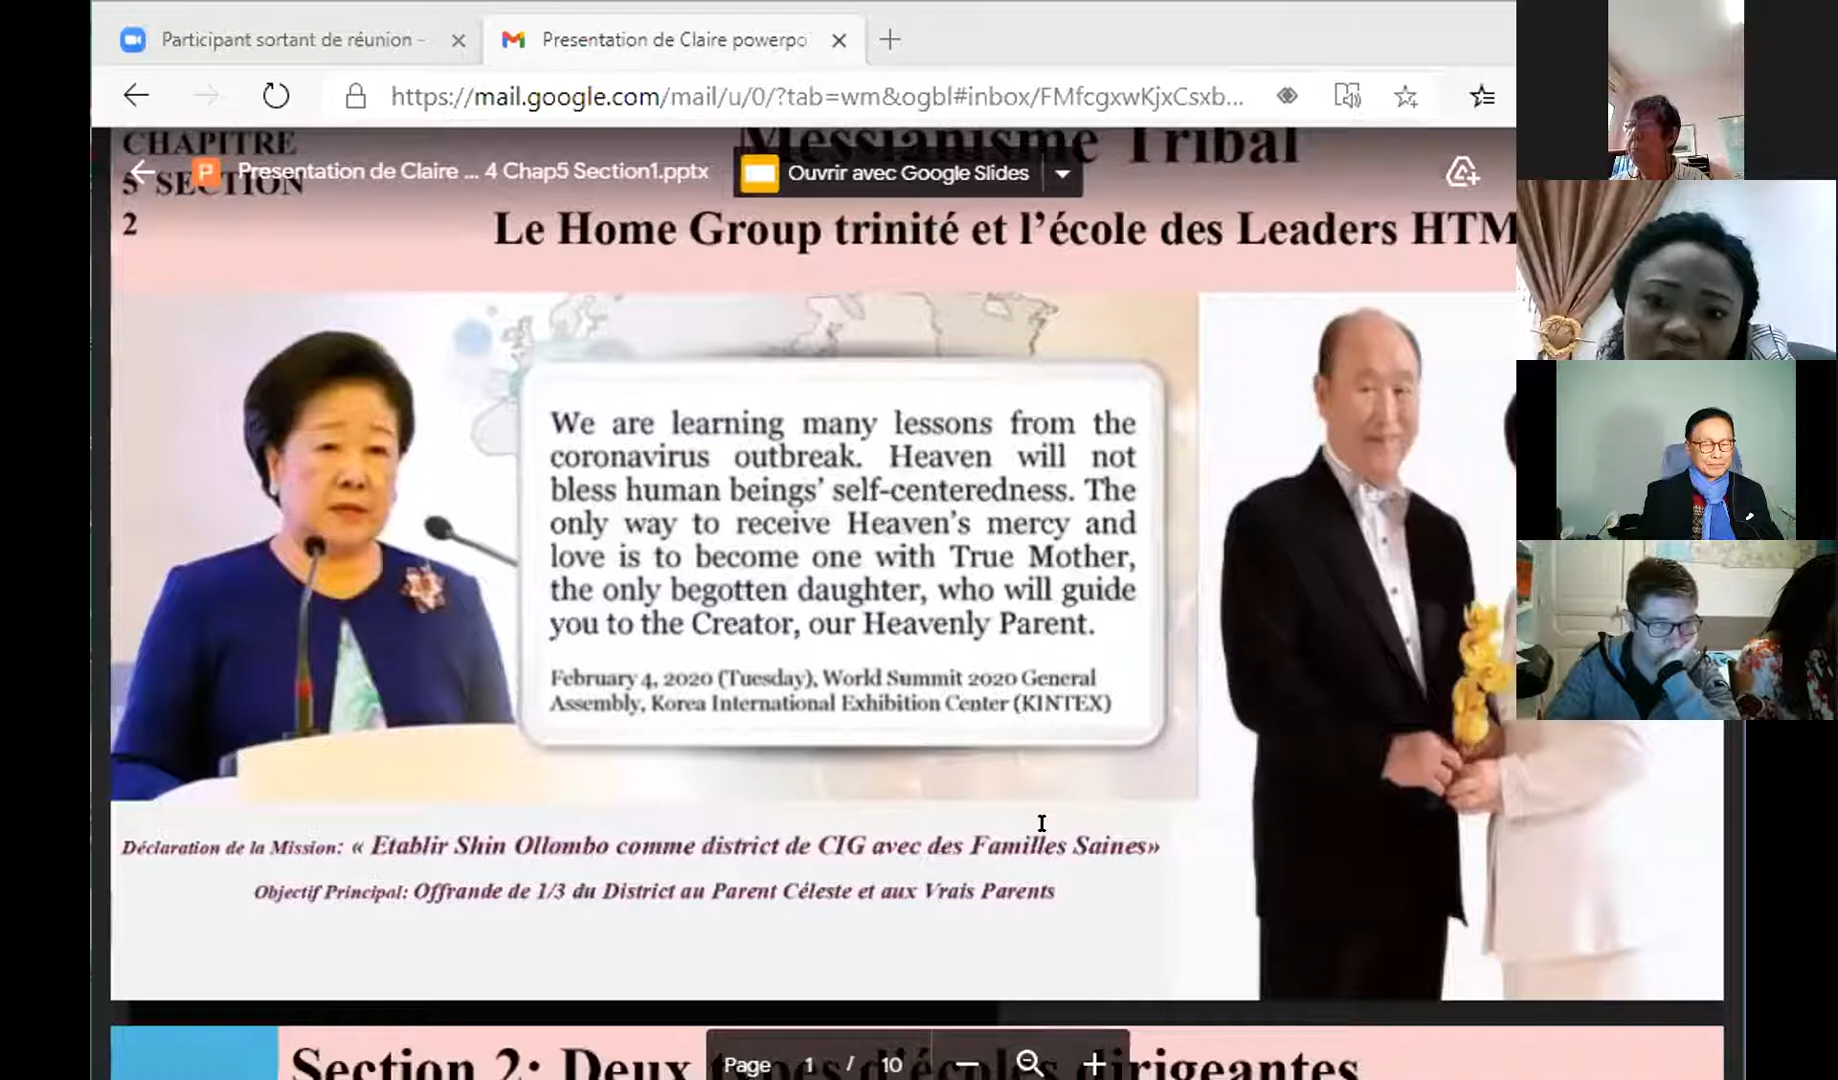 Participant sortant de réunion -
Presentation de Claire powerpo
https://mail.google.com/mail/u/0/?tab=wm&ogbl#inbox/FMfcgxwKjxCsxb...
CHAPITRE
5 SECTION
2
Messianisme Tribal
Presentation de Claire ... 4 Chap5 Section1.pptx
Ouvrir avec Google Slides
Le Home Group trinité et l'école des Leaders HTM
We are learning many lessons from the
coronavirus outbreak. Heaven will not
bless human beings' self-centeredness. The
only way to receive Heaven's mercy and
love is to become one with True Mother,
the only begotten daughter, who will guide
you to the Creator, our Heavenly Parent.
February 4, 2020 (Tuesday), World Summit 2020 General
Assembly, Korea International Exhibition Center (KINTEX)
Déclaration de la Mission: « Etablir Shin Ollombo comme district de CIG avec des Familles Saines»
Objectif Principal: Offrande de 1/3 du District au Parent Céleste et aux Vrais Parents
Section 2: Deux types d'écoles dirigeantes
Page 1 / 10